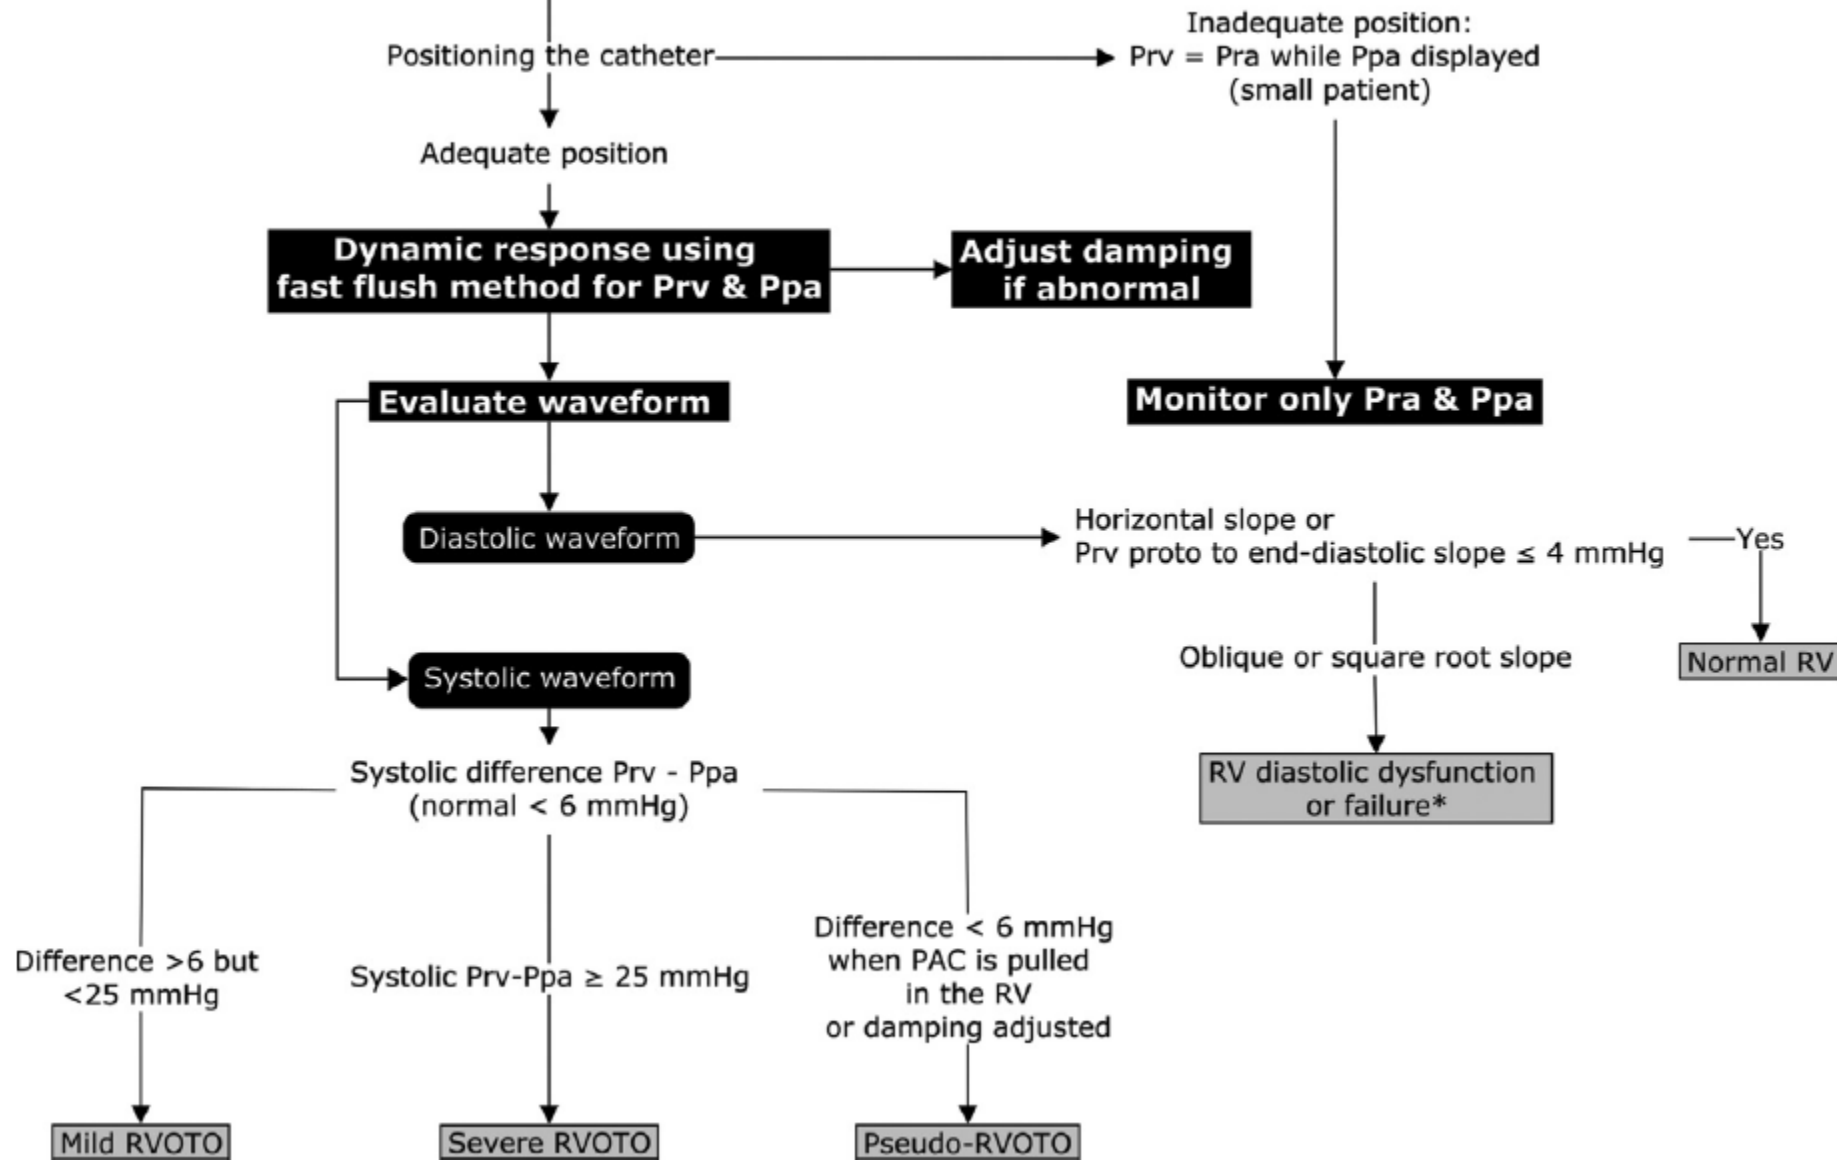 Positioning the catheter
Inadequate position:
Prv = Pra while Ppa displayed
(small patient)
Adequate position
Dynamic response using
fast flush method for Prv & Ppa
Adjust damping
if abnormal
Evaluate waveform
Monitor only Pra & Ppa
Diastolic waveform
Horizontal slope or
Prv proto to end-diastolic slope ≤ 4 mmHg
Yes
Oblique or square root slope
Normal RV
Systolic waveform
RV diastolic dysfunction
or failure*
Systolic difference Prv - Ppa
(normal < 6 mmHg)
Difference >6 but
<25 mmHg
Systolic Prv-Ppa ≥ 25 mmHg
Difference < 6 mmHg
when PAC is pulled
in the RV
or damping adjusted
Mild RVOTO
Severe RVOTO
Pseudo-RVOTO